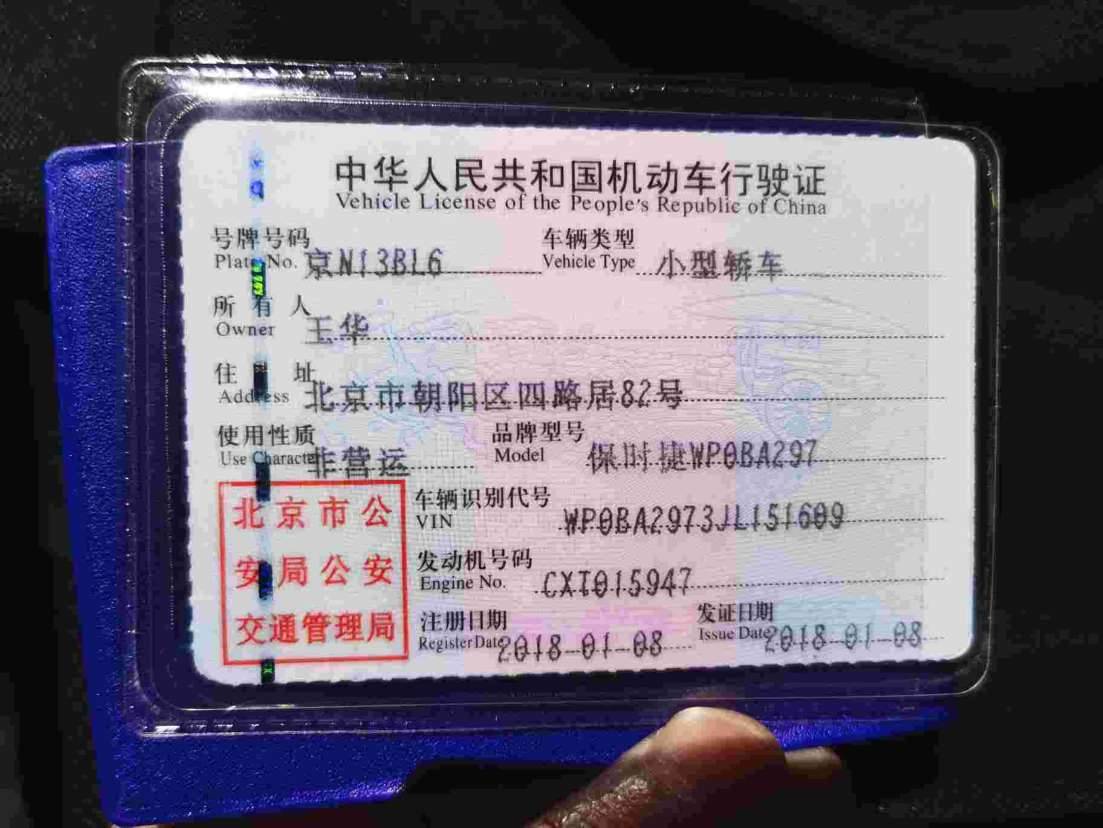 中华人民共和国机动车行驶证
Vehicle License of the People's Republic of China
号牌号码 京N13BL6 车辆类型 小型轿车
Plate No. Vehicle Type
所有人 王华
Owner
住址 北京市朝阳区四路居82号
Address
使用性质 非营运 品牌型号 保时捷WP0BA297
Use Character Model
北京市公
安局公安
交通管理局
车辆识别代号 WP0BA2973JL151609
VIN
发动机号码 CXT015947
Engine No.
注册日期 2018-01-08 发证日期 2018-01-08
Register Date Issue Date